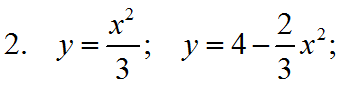 2. y = x²/3; y = 4 − 2/3 x²;